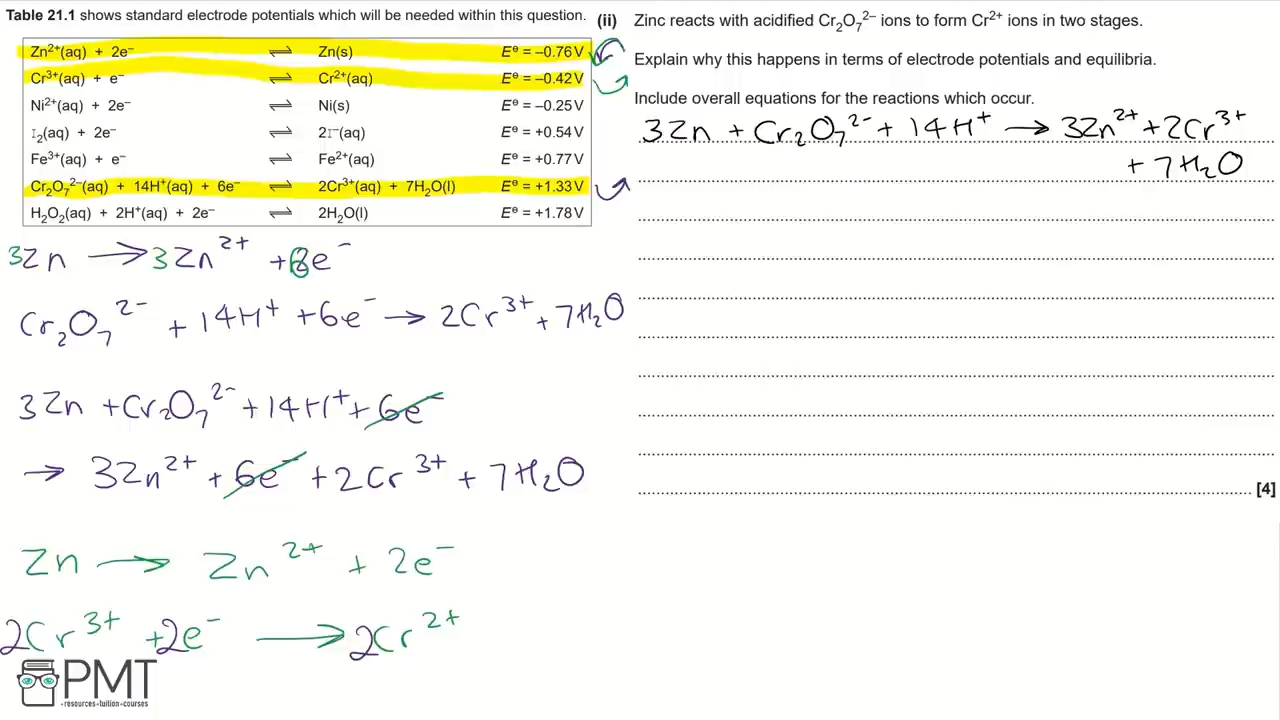 Table 21.1 shows standard electrode potentials which will be needed within this question.
Zn²⁺(aq) + 2e⁻ ⇌ Zn(s) E⦵ = –0.76 V
Cr³⁺(aq) + e⁻ ⇌ Cr²⁺(aq) E⦵ = –0.42 V
Ni²⁺(aq) + 2e⁻ ⇌ Ni(s) E⦵ = –0.25 V
I₂(aq) + 2e⁻ ⇌ 2I⁻(aq) E⦵ = +0.54 V
Fe³⁺(aq) + e⁻ ⇌ Fe²⁺(aq) E⦵ = +0.77 V
Cr₂O₇²⁻(aq) + 14H⁺(aq) + 6e⁻ ⇌ 2Cr³⁺(aq) + 7H₂O(l) E⦵ = +1.33 V
H₂O₂(aq) + 2H⁺(aq) + 2e⁻ ⇌ 2H₂O(l) E⦵ = +1.78 V
3Zn → 3Zn²⁺ + 6e⁻
Cr₂O₇²⁻ + 14H⁺ + 6e⁻ → 2Cr³⁺ + 7H₂O
3Zn + Cr₂O₇²⁻ + 14H⁺ + 6e⁻
→ 3Zn²⁺ + 6e⁻ + 2Cr³⁺ + 7H₂O
Zn → Zn²⁺ + 2e⁻
2Cr³⁺ + 2e⁻ → 2Cr²⁺
PMT
•resources•tuition•courses•
(ii) Zinc reacts with acidified Cr₂O₇²⁻ ions to form Cr²⁺ ions in two stages.
Explain why this happens in terms of electrode potentials and equilibria.
Include overall equations for the reactions which occur.
3Zn + Cr₂O₇²⁻ + 14H⁺ → 3Zn²⁺ + 2Cr³⁺
+ 7H₂O
[4]